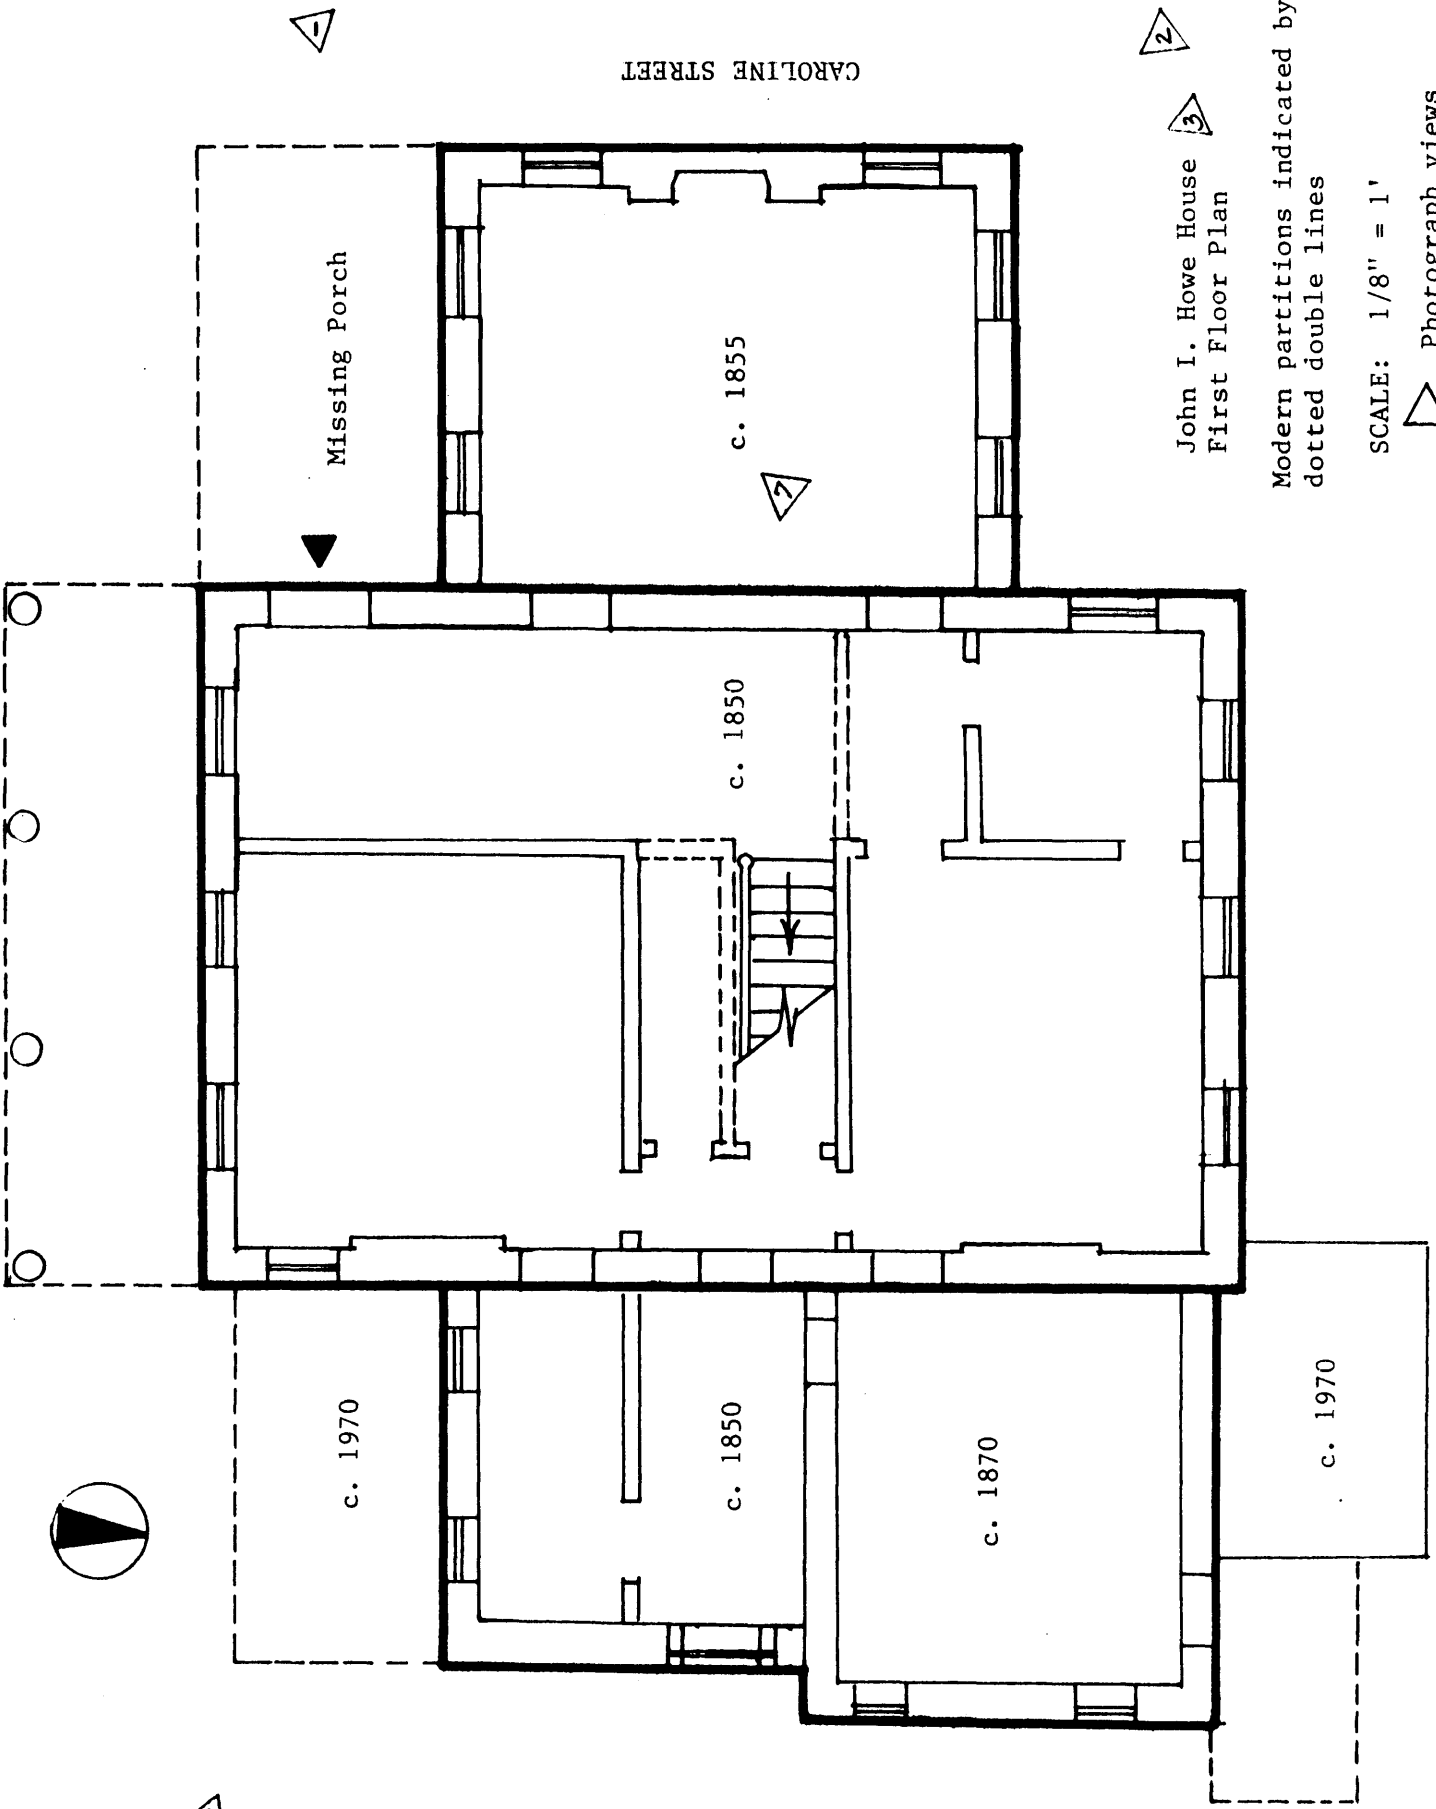 1
CAROLINE STREET
2
3
Missing Porch
c. 1855
7
c. 1850
c. 1970
c. 1850
c. 1870
c. 1970
John I. Howe House
First Floor Plan
Modern partitions indicated by
dotted double lines
SCALE: 1/8" = 1'
Photograph views